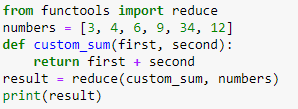 from functools import reduce
numbers = [3, 4, 6, 9, 34, 12]
def custom_sum(first, second):
    return first + second
result = reduce(custom_sum, numbers)
print(result)